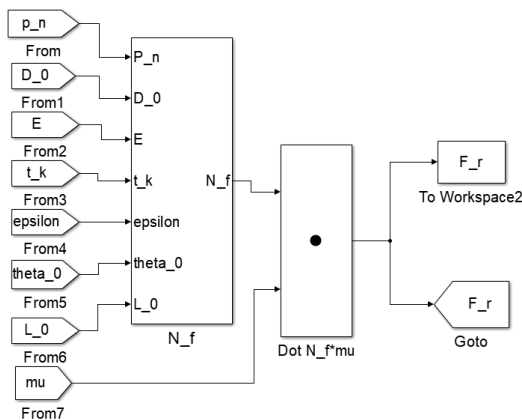 p_n
From
D_0
From1
E
From2
t_k
From3
epsilon
From4
theta_0
From5
L_0
From6
mu
From7
P_n
D_0
E
t_k
epsilon
theta_0
L_0
N_f
N_f
Dot N_f*mu
F_r
To Workspace2
F_r
Goto